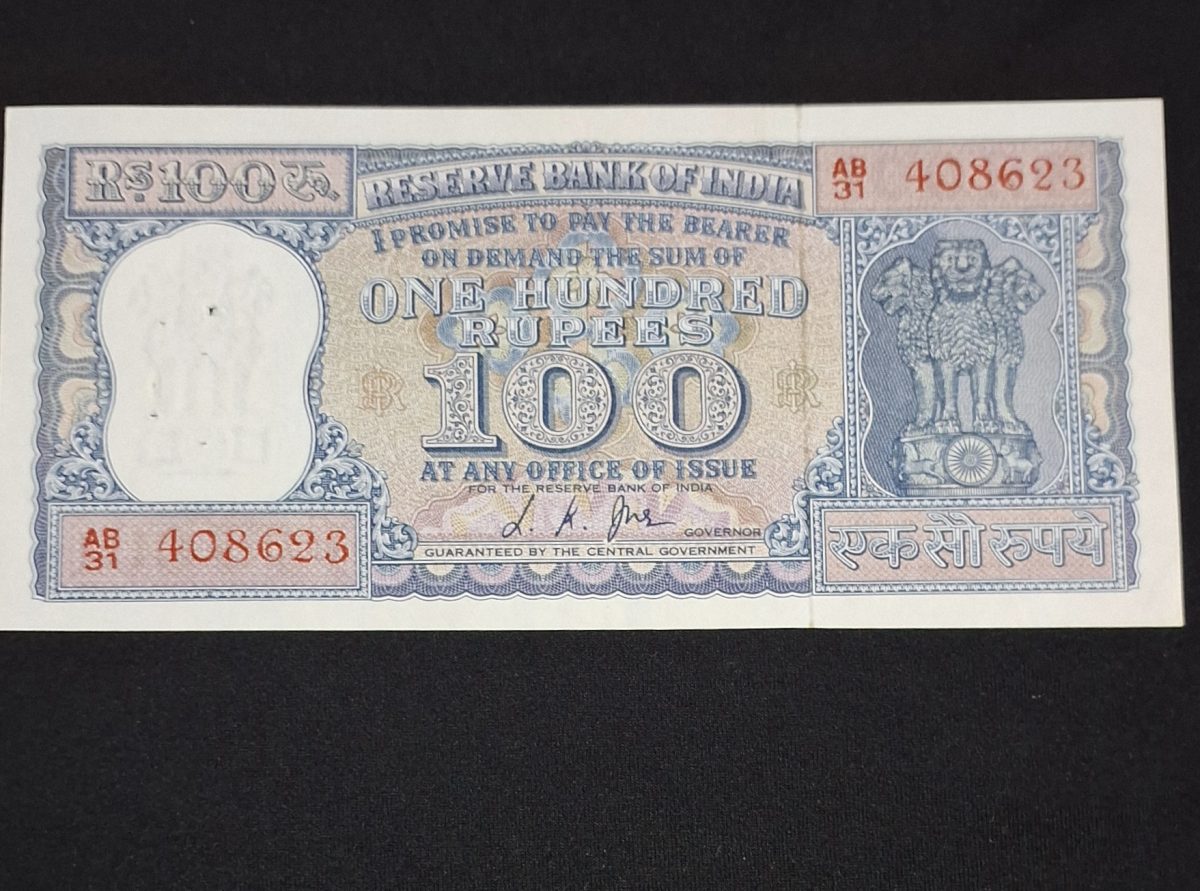 Rs 100 रु.
RESERVE BANK OF INDIA
AB
31 408623
I PROMISE TO PAY THE BEARER
ON DEMAND THE SUM OF
ONE HUNDRED
RUPEES
100
AT ANY OFFICE OF ISSUE
FOR THE RESERVE BANK OF INDIA
L. K. Jha
GOVERNOR
GUARANTEED BY THE CENTRAL GOVERNMENT
AB
31 408623
एक सौ रुपये